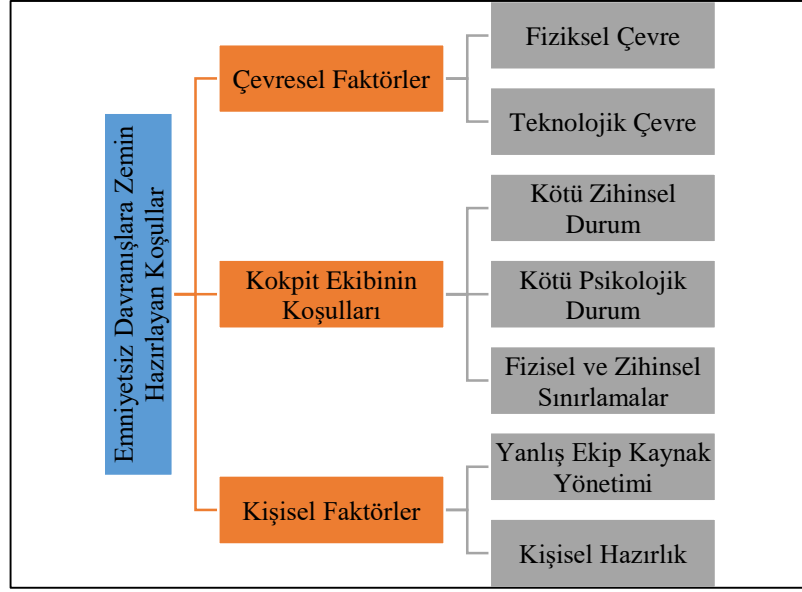 Emniyetsiz Davranışlara Zemin
Hazırlayan Koşullar
Çevresel Faktörler
Fiziksel Çevre
Teknolojik Çevre
Kokpit Ekibinin
Koşulları
Kötü Zihinsel
Durum
Kötü Psikolojik
Durum
Fizisel ve Zihinsel
Sınırlamalar
Kişisel Faktörler
Yanlış Ekip Kaynak
Yönetimi
Kişisel Hazırlık